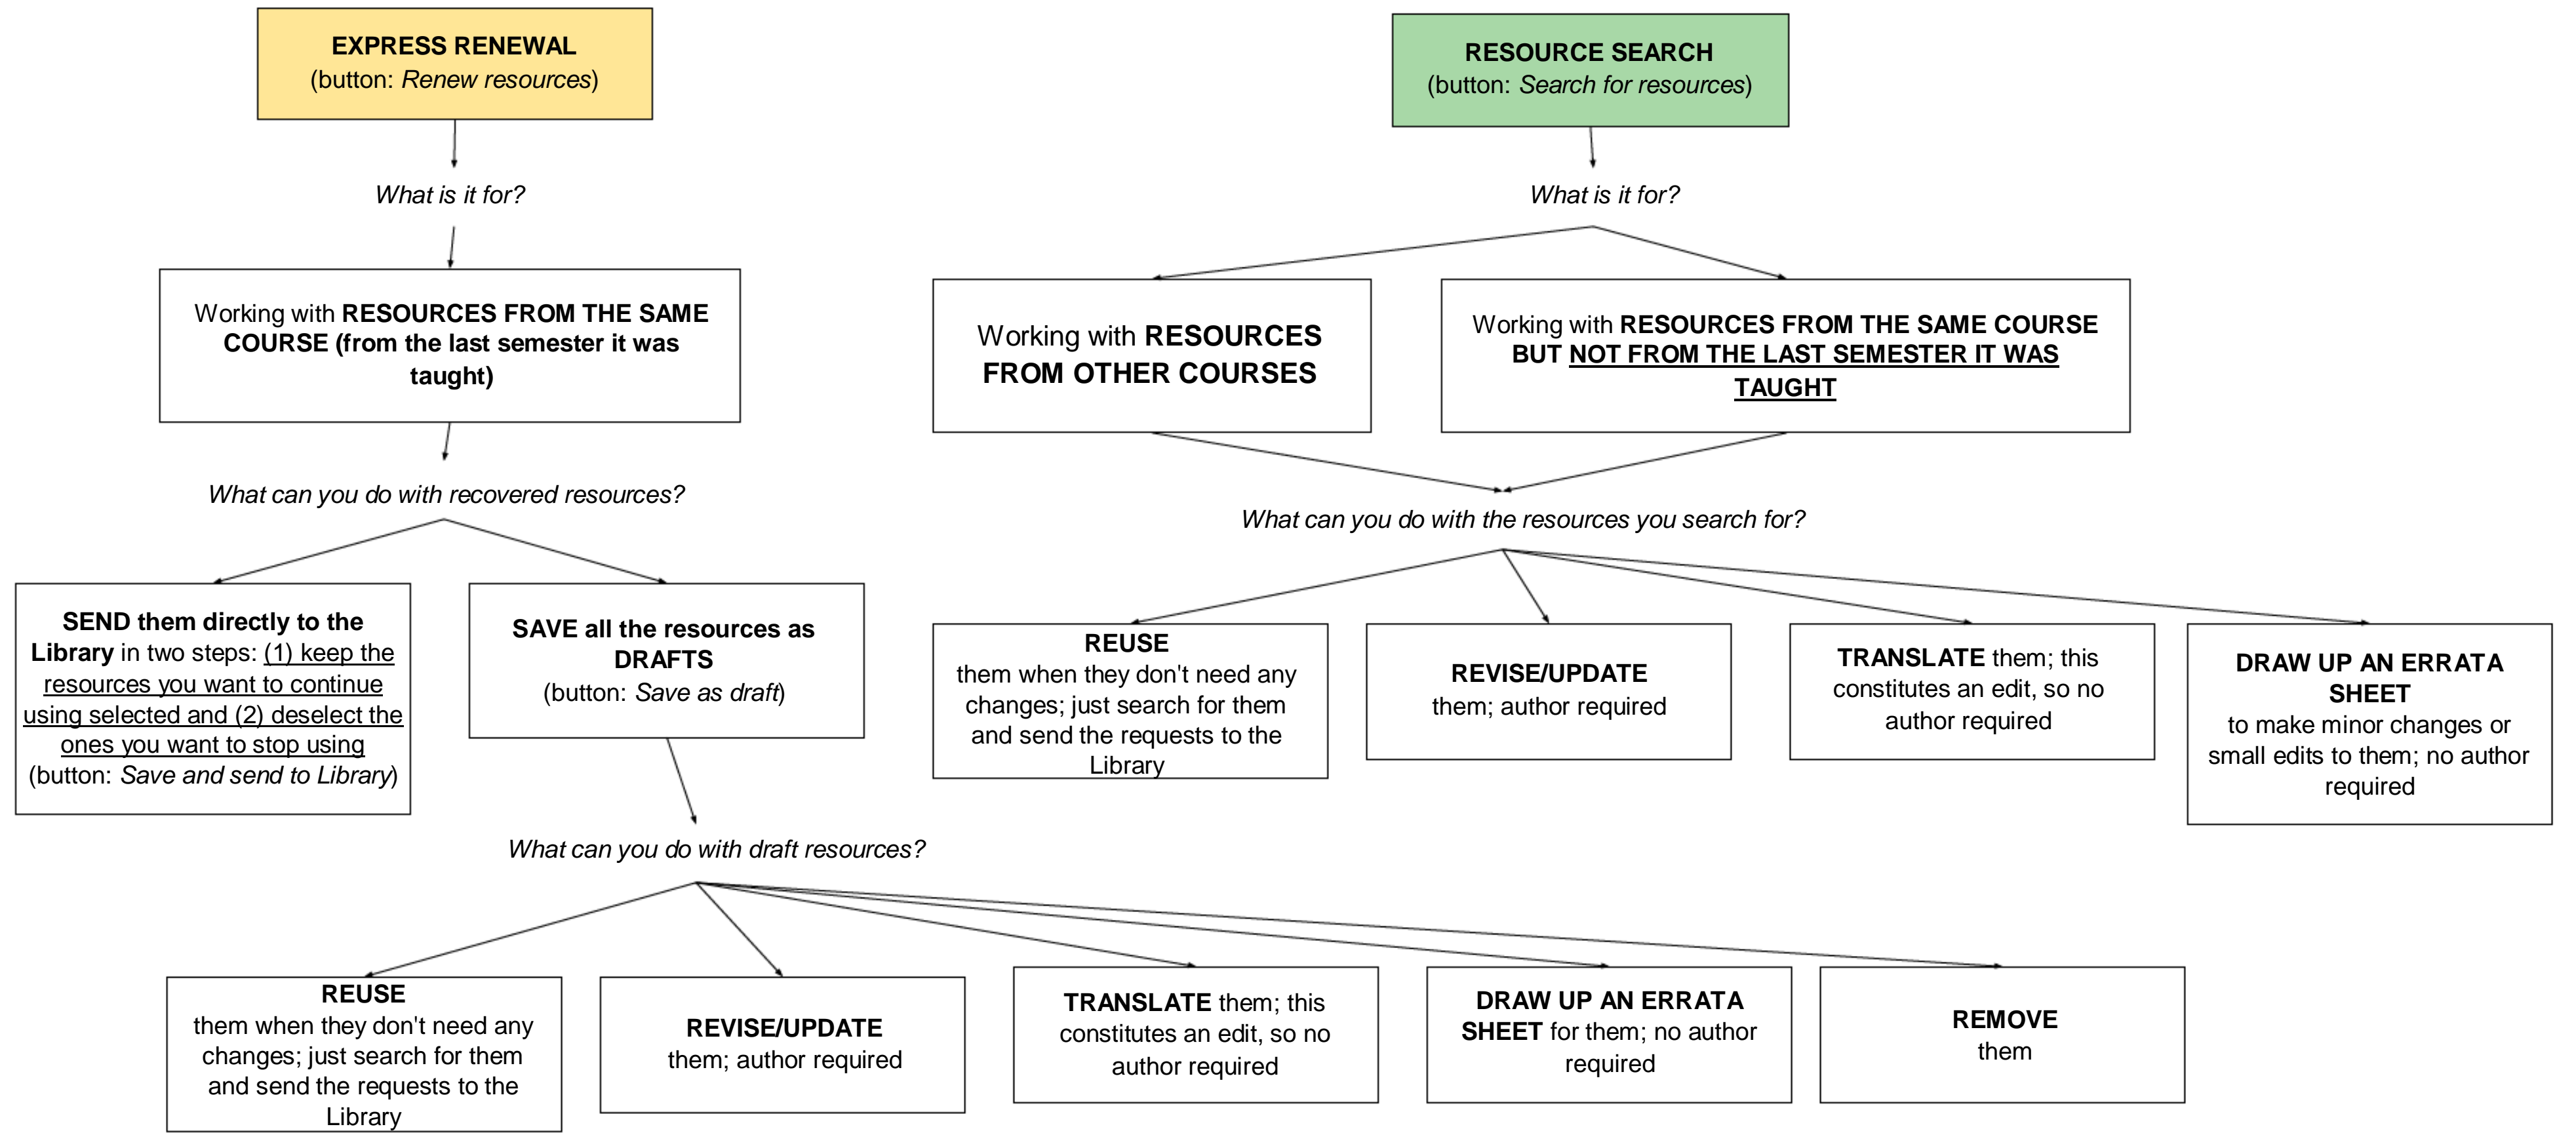 EXPRESS RENEWAL
(button: Renew resources)
What is it for?
Working with RESOURCES FROM THE SAME
COURSE (from the last semester it was
taught)
What can you do with recovered resources?
SEND them directly to the
Library in two steps: (1) keep the
resources you want to continue
using selected and (2) deselect the
ones you want to stop using
(button: Save and send to Library)
SAVE all the resources as
DRAFTS
(button: Save as draft)
What can you do with draft resources?
REUSE
them when they don't need any
changes; just search for them
and send the requests to the
Library
REVISE/UPDATE
them; author required
TRANSLATE them; this
constitutes an edit, so no
author required
DRAW UP AN ERRATA
SHEET for them; no author
required
REMOVE
them
RESOURCE SEARCH
(button: Search for resources)
What is it for?
Working with RESOURCES
FROM OTHER COURSES
Working with RESOURCES FROM THE SAME COURSE
BUT NOT FROM THE LAST SEMESTER IT WAS
TAUGHT
What can you do with the resources you search for?
REUSE
them when they don't need any
changes; just search for them
and send the requests to the
Library
REVISE/UPDATE
them; author required
TRANSLATE them; this
constitutes an edit, so no
author required
DRAW UP AN ERRATA
SHEET
to make minor changes or
small edits to them; no author
required